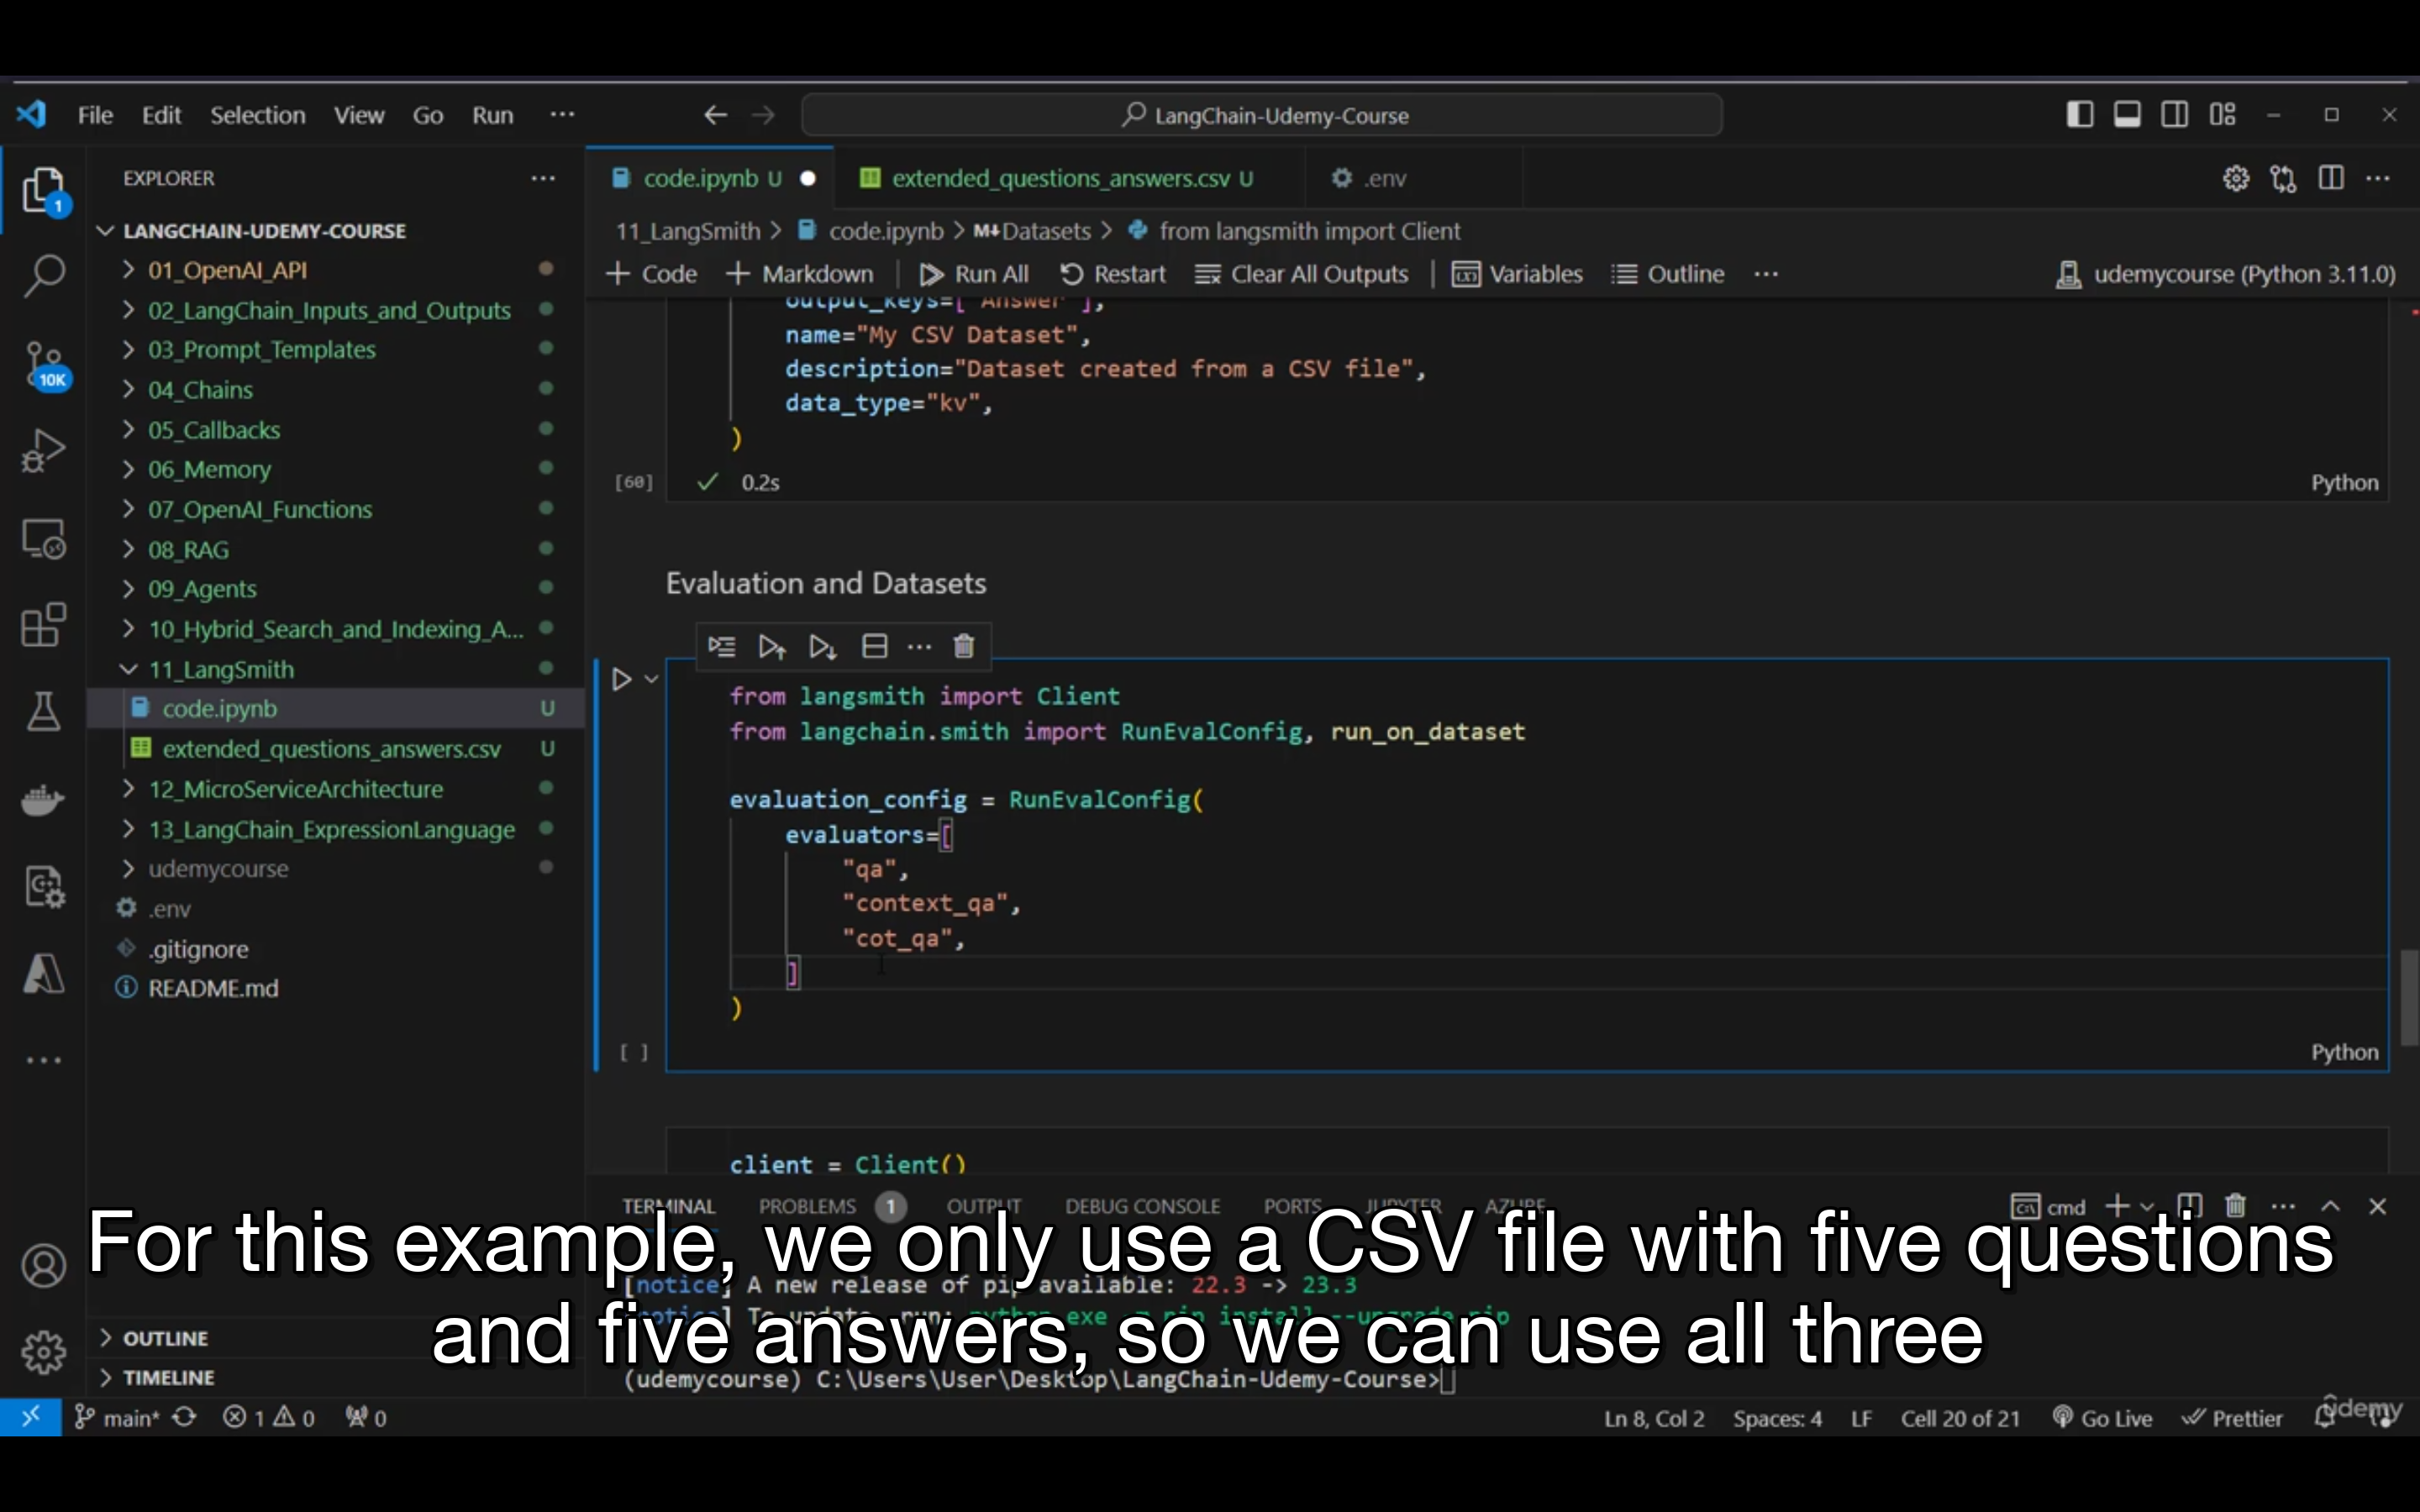 File Edit Selection View Go Run ...
LangChain-Udemy-Course
EXPLORER ...
LANGCHAIN-UDEMY-COURSE
01_OpenAI_API
02_LangChain_Inputs_and_Outputs
03_Prompt_Templates
04_Chains
05_Callbacks
06_Memory
07_OpenAI_Functions
08_RAG
09_Agents
10_Hybrid_Search_and_Indexing_A...
11_LangSmith
code.ipynb U
extended_questions_answers.csv U
12_MicroServiceArchitecture
13_LangChain_ExpressionLanguage
udemycourse
.env
.gitignore
README.md
OUTLINE
TIMELINE
1
10K
code.ipynb U
extended_questions_answers.csv U
.env
11_LangSmith > code.ipynb > M↓Datasets > from langsmith import Client
+ Code + Markdown | Run All Restart Clear All Outputs | Variables Outline ...
udemycourse (Python 3.11.0)
output_keys=["Answer"],
name="My CSV Dataset",
description="Dataset created from a CSV file",
data_type="kv",
)
[60] ✓ 0.2s Python
Evaluation and Datasets
from langsmith import Client
from langchain.smith import RunEvalConfig, run_on_dataset
evaluation_config = RunEvalConfig(
evaluators=[
"qa",
"context_qa",
"cot_qa",
]
)
[ ] Python
client = Client()
TERMINAL PROBLEMS 1 OUTPUT DEBUG CONSOLE PORTS JUPYTER AZURE
cmd
For this example, we only use a CSV file with five questions
and five answers, so we can use all three
[notice] A new release of pip available: 22.3 -> 23.3
[notice] To update, run: python.exe -m pip install --upgrade pip
(udemycourse) C:\Users\User\Desktop\LangChain-Udemy-Course>
main* 1 0 0
Ln 8, Col 2 Spaces: 4 LF Cell 20 of 21 Go Live Prettier
udemy